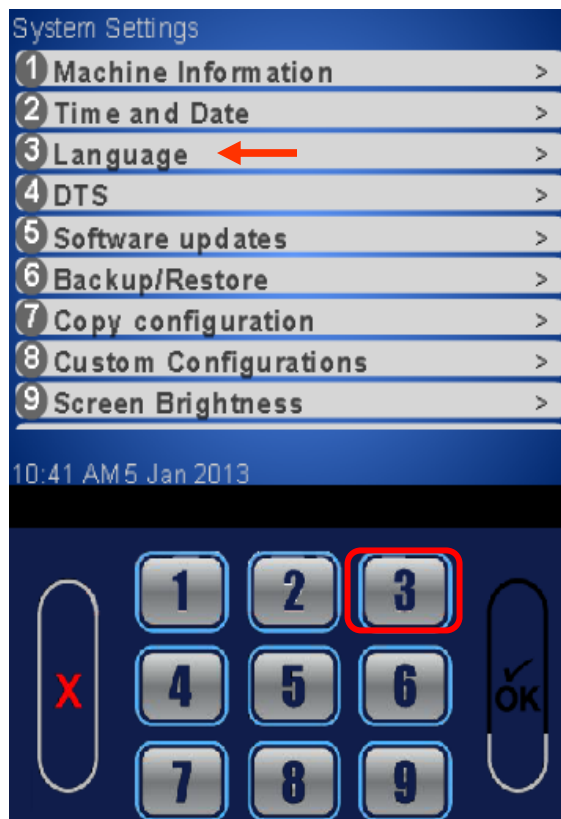 System Settings
1 Machine Information >
2 Time and Date >
3 Language >
4 DTS >
5 Software updates >
6 Backup/Restore >
7 Copy configuration >
8 Custom Configurations >
9 Screen Brightness >
10:41 AM5 Jan 2013
1 2 3
X 4 5 6 OK
7 8 9